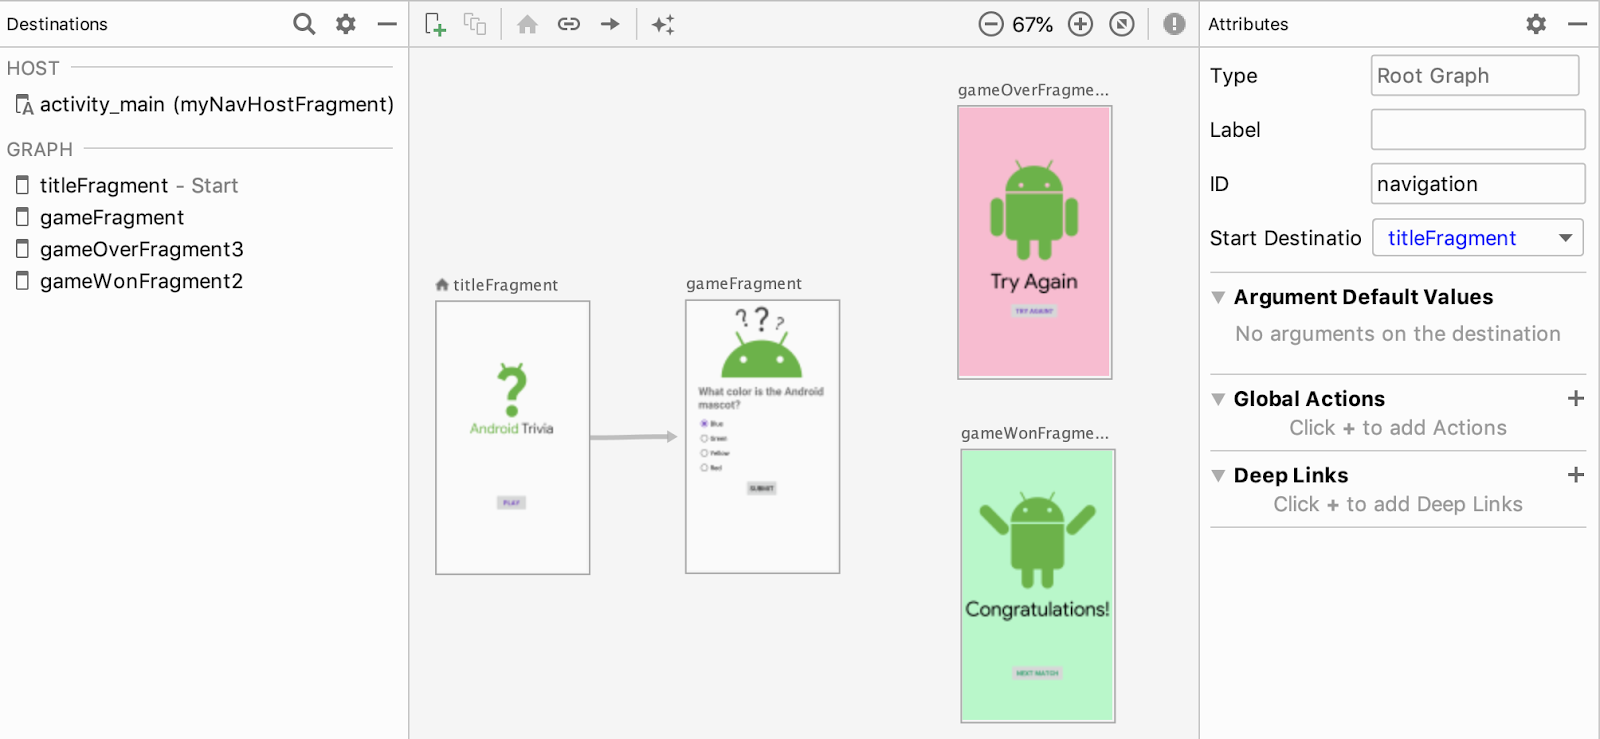 Destinations
HOST
activity_main (myNavHostFragment)
GRAPH
titleFragment - Start
gameFragment
gameOverFragment3
gameWonFragment2
67%
titleFragment
Android Trivia
PLAY
gameFragment
???
What color is the Android
mascot?
Blue
Green
Yellow
Red
SUBMIT
gameOverFragme...
Try Again
TRY AGAIN?
gameWonFragme...
Congratulations!
NEXT MATCH
Attributes
Type Root Graph
Label
ID navigation
Start Destinatio titleFragment
Argument Default Values
No arguments on the destination
Global Actions
Click + to add Actions
Deep Links
Click + to add Deep Links